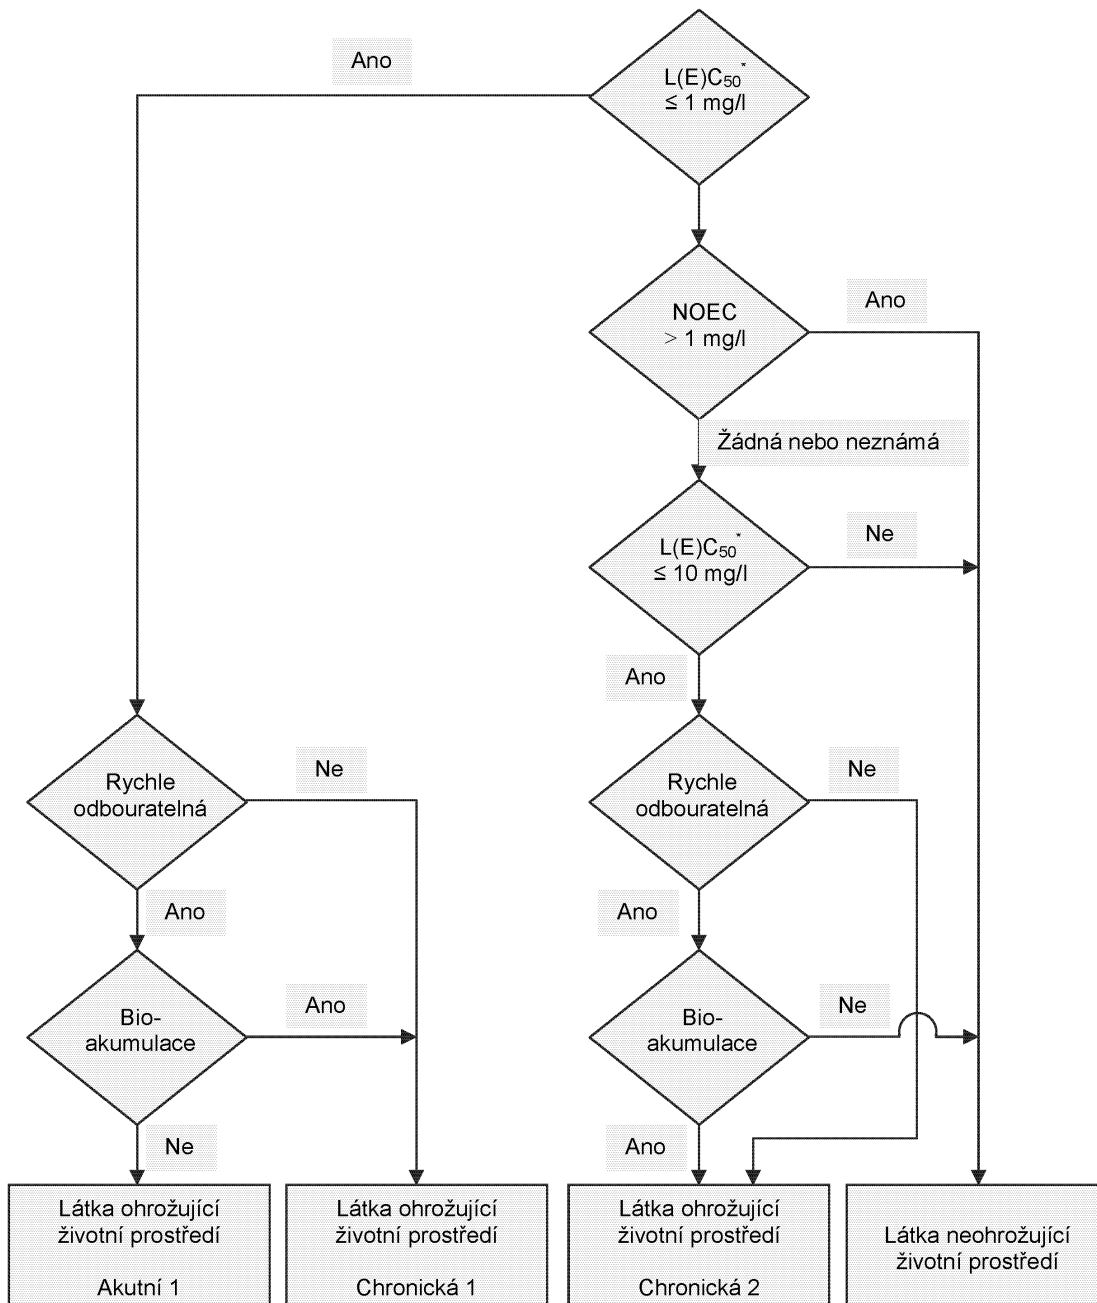 Ano
L(E)C50*
≤ 1 mg/l
NOEC
> 1 mg/l
Ano
Žádná nebo neznámá
L(E)C50*
≤ 10 mg/l
Ne
Ano
Rychle
odbouratelná
Ne
Rychle
odbouratelná
Ne
Ano
Ano
Bio-
akumulace
Ano
Bio-
akumulace
Ne
Ne
Ano
Látka ohrožující
životní prostředí
Akutní 1
Látka ohrožující
životní prostředí
Chronická 1
Látka ohrožující
životní prostředí
Chronická 2
Látka neohrožující
životní prostředí